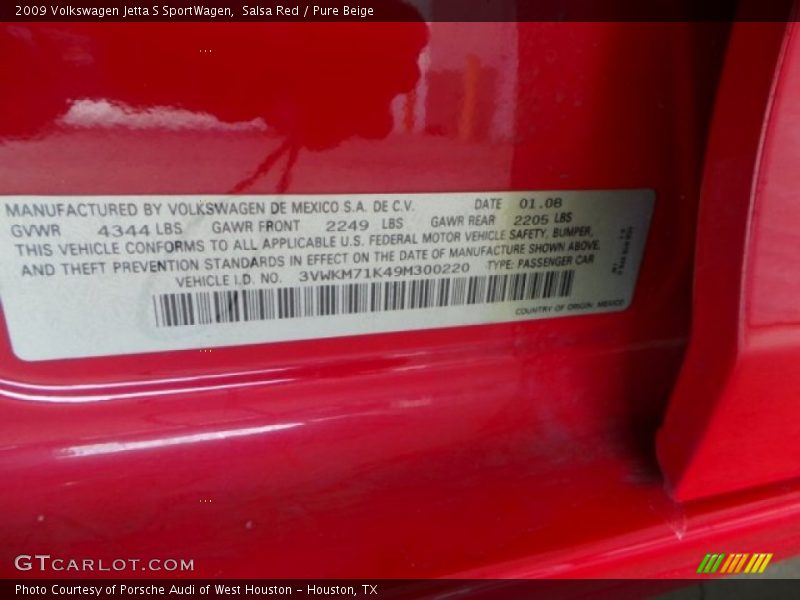 2009 Volkswagen Jetta S SportWagen,  Salsa Red / Pure Beige
MANUFACTURED BY VOLKSWAGEN DE MEXICO S.A. DE C.V. DATE 01.08
GVWR 4344 LBS GAWR FRONT 2249 LBS GAWR REAR 2205 LBS
THIS VEHICLE CONFORMS TO ALL APPLICABLE U.S. FEDERAL MOTOR VEHICLE SAFETY, BUMPER,
AND THEFT PREVENTION STANDARDS IN EFFECT ON THE DATE OF MANUFACTURE SHOWN ABOVE.
VEHICLE I.D. NO. 3VWKM71K49M300220 TYPE: PASSENGER CAR
COUNTRY OF ORIGIN: MEXICO
GTCARLOT.COM
Photo Courtesy of Porsche Audi of West Houston - Houston, TX